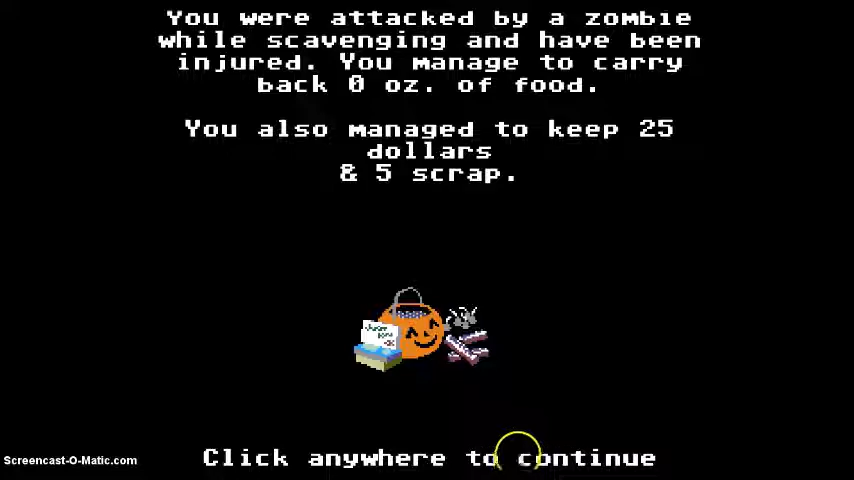 You were attacked by a zombie
while scavenging and have been
injured. You manage to carry
back 0 oz. of food.
You also managed to keep 25
dollars
& 5 scrap.
Click anywhere to continue
Screencast-O-Matic.com